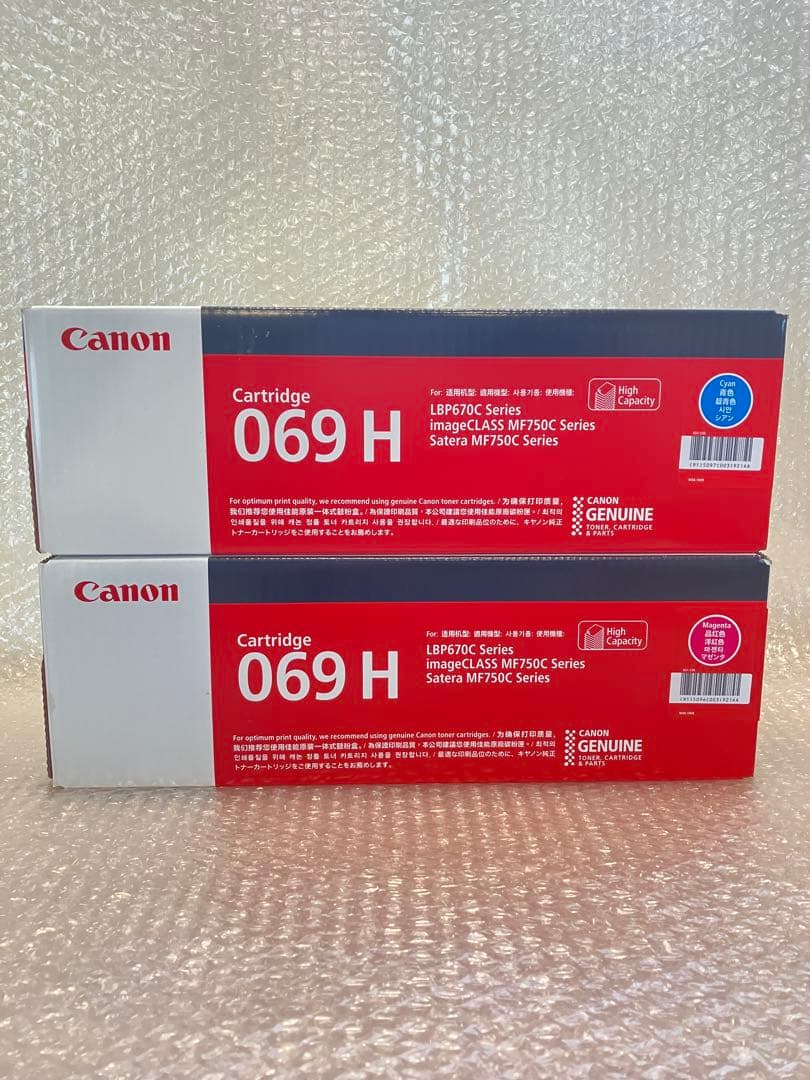 Canon
Cartridge
069 H
For: 适用机型: 適用機型: 사용기종: 使用機種:
LBP670C Series
imageCLASS MF750C Series
Satera MF750C Series
High
Capacity
Cyan
青色
靛青色
시안
シアン
For optimum print quality, we recommend using genuine Canon toner cartridges. / 为确保打印质量,
我们推荐您使用佳能原装一体式鼓粉盒。/ 為保證印刷品質，本公司建議您使用佳能原廠碳粉匣。/ 최적의
인쇄품질을 위해 캐논 정품 토너 카트리지 사용을 권장합니다. / 最適な印刷品位のために、キヤノン純正
トナーカートリッジをご使用することをお薦めします。
CANON
GENUINE
TONER, CARTRIDGE
& PARTS
Canon
Cartridge
069 H
For: 适用机型: 適用機型: 사용기종: 使用機種:
LBP670C Series
imageCLASS MF750C Series
Satera MF750C Series
High
Capacity
Magenta
品红色
洋紅色
마젠타
マゼンタ
For optimum print quality, we recommend using genuine Canon toner cartridges. / 为确保打印质量,
我们推荐您使用佳能原装一体式鼓粉盒。/ 為保證印刷品質，本公司建議您使用佳能原廠碳粉匣。/ 최적의
인쇄품질을 위해 캐논 정품 토너 카트리지 사용을 권장합니다. / 最適な印刷品位のために、キヤノン純正
トナーカートリッジをご使用することをお薦めします。
CANON
GENUINE
TONER, CARTRIDGE
& PARTS